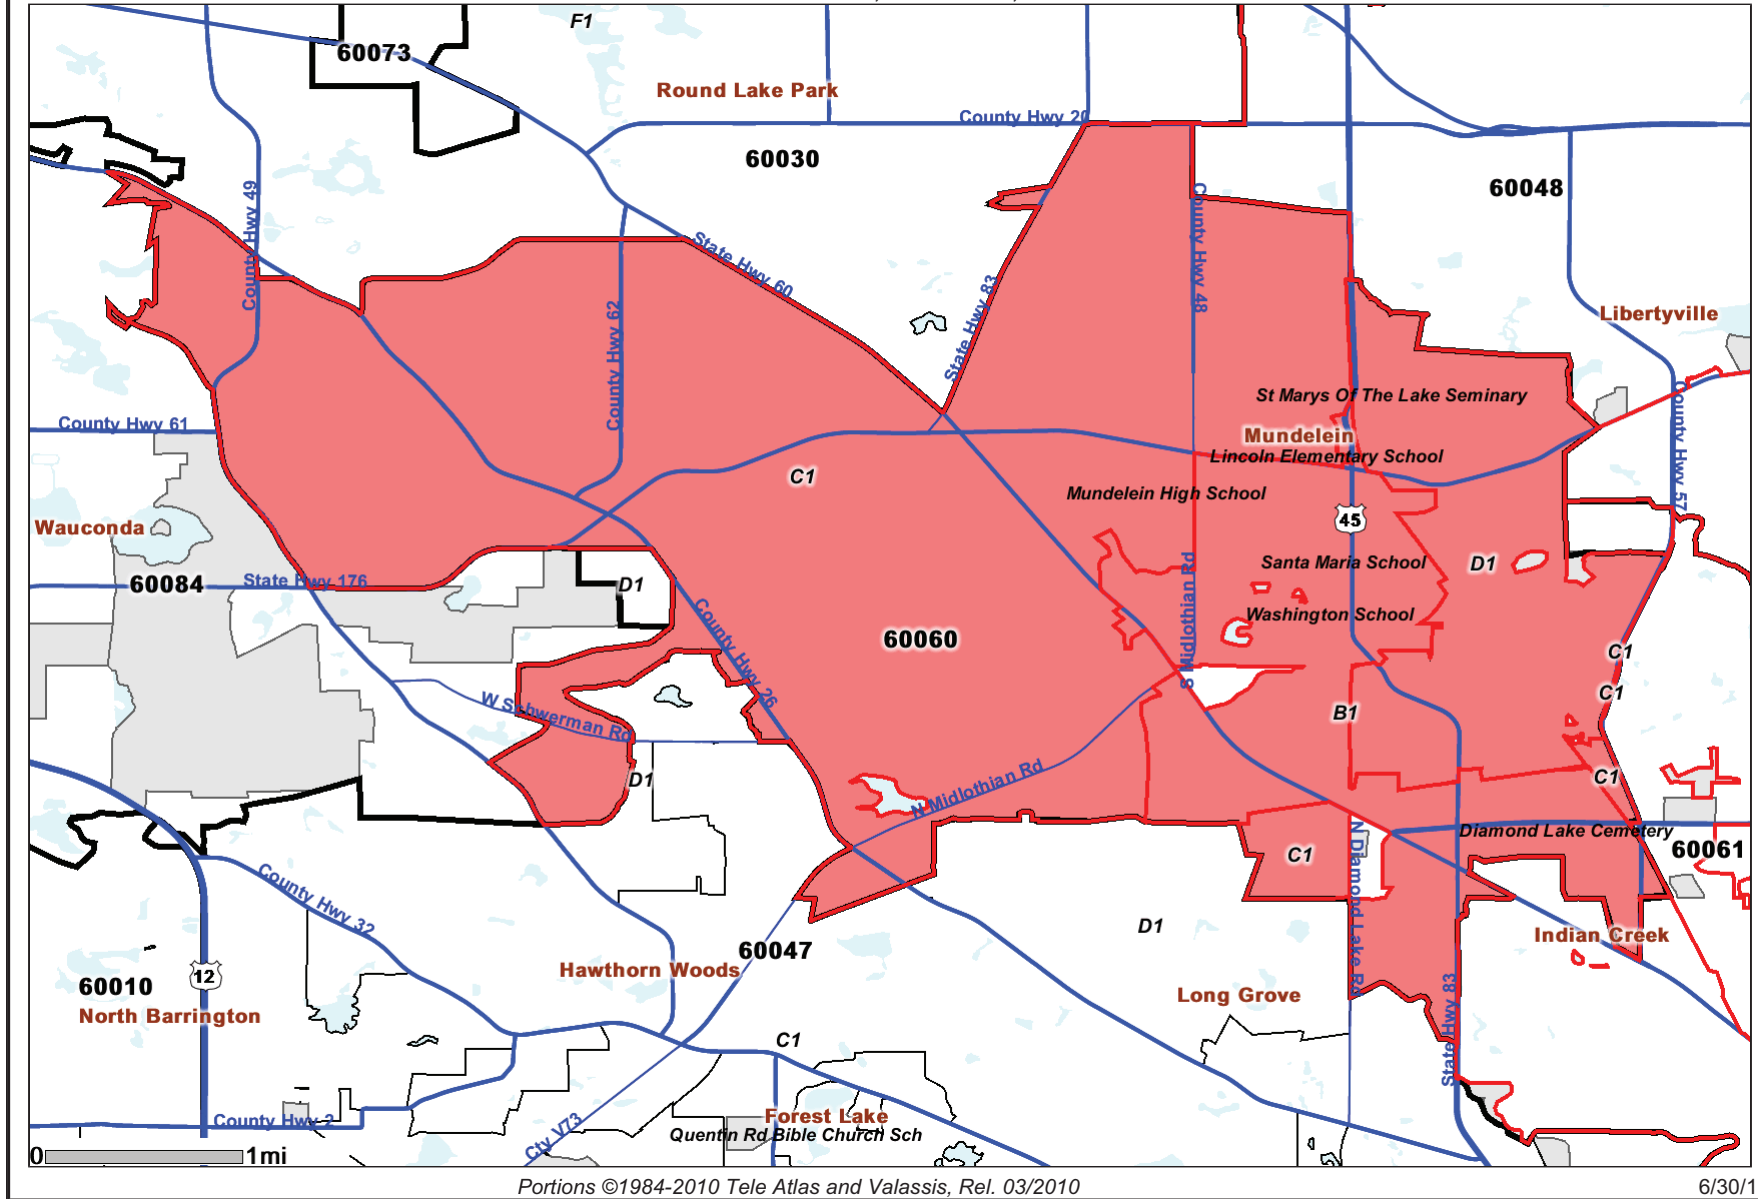 F1
60073
Round Lake Park
County Hwy 20
60030
60048
County Hwy 49
County Hwy 48
State Hwy 60
State Hwy 83
County Hwy 62
Libertyville
St Marys Of The Lake Seminary
County Hwy 61
Mundelein
County Hwy 57
Lincoln Elementary School
C1
Mundelein High School
Wauconda
45
Santa Maria School
D1
60084
State Hwy 176
D1
Washington School
S Midlothian Rd
County Hwy 26
60060
C1
C1
W Schwerman Rd
B1
D1
N Midlothian Rd
C1
Diamond Lake Cemetery
60061
C1
N Diamond Lake Rd
County Hwy 32
D1
Indian Creek
60047
Hawthorn Woods
12
60010
North Barrington
Long Grove
State Hwy 83
C1
County Hwy 2
Forest Lake
Quentin Rd Bible Church Sch
Cty V73
0 1mi
Portions ©1984-2010 Tele Atlas and Valassis, Rel. 03/2010
6/30/1